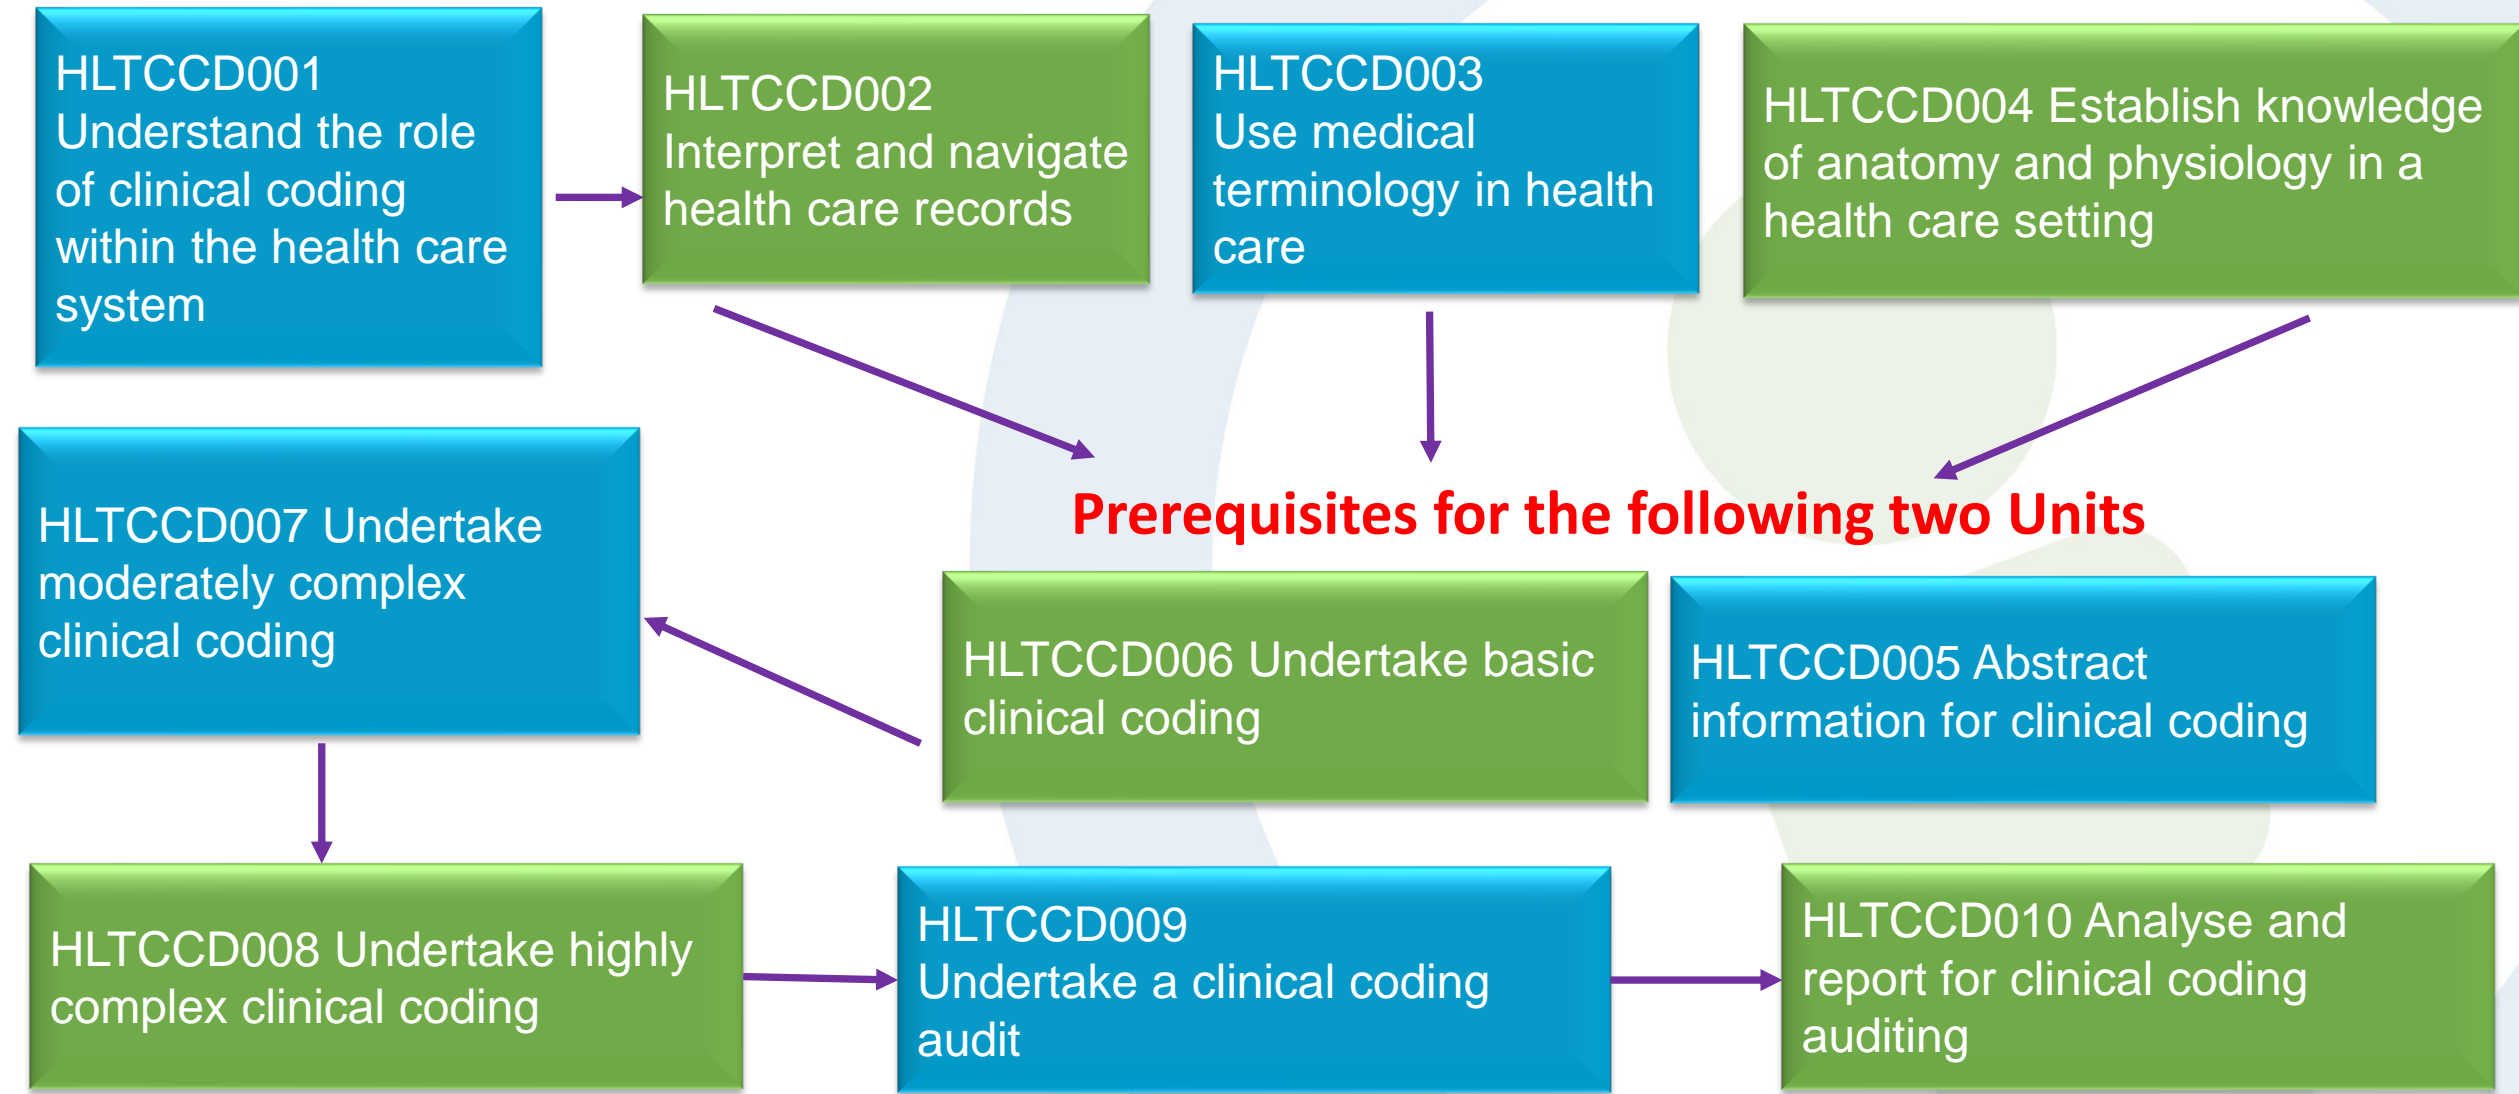 HLTCCD001
Understand the role
of clinical coding
within the health care
system
HLTCCD002
Interpret and navigate
health care records
HLTCCD003
Use medical
terminology in health
care
HLTCCD004 Establish knowledge
of anatomy and physiology in a
health care setting
Prerequisites for the following two Units
HLTCCD007 Undertake
moderately complex
clinical coding
HLTCCD006 Undertake basic
clinical coding
HLTCCD005 Abstract
information for clinical coding
HLTCCD008 Undertake highly
complex clinical coding
HLTCCD009
Undertake a clinical coding
audit
HLTCCD010 Analyse and
report for clinical coding
auditing